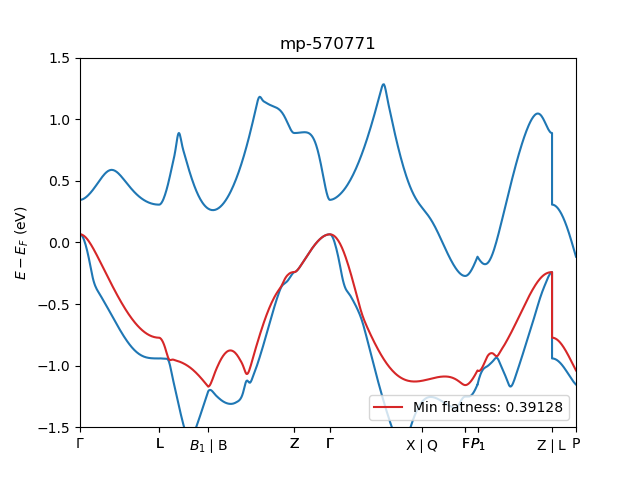 mp-570771
1.5
1.0
0.5
0.0
−0.5
−1.0
−1.5
E − E_F (eV)
Min flatness: 0.39128
Γ L B₁ | B Z Γ X | Q F P₁ Z | L P